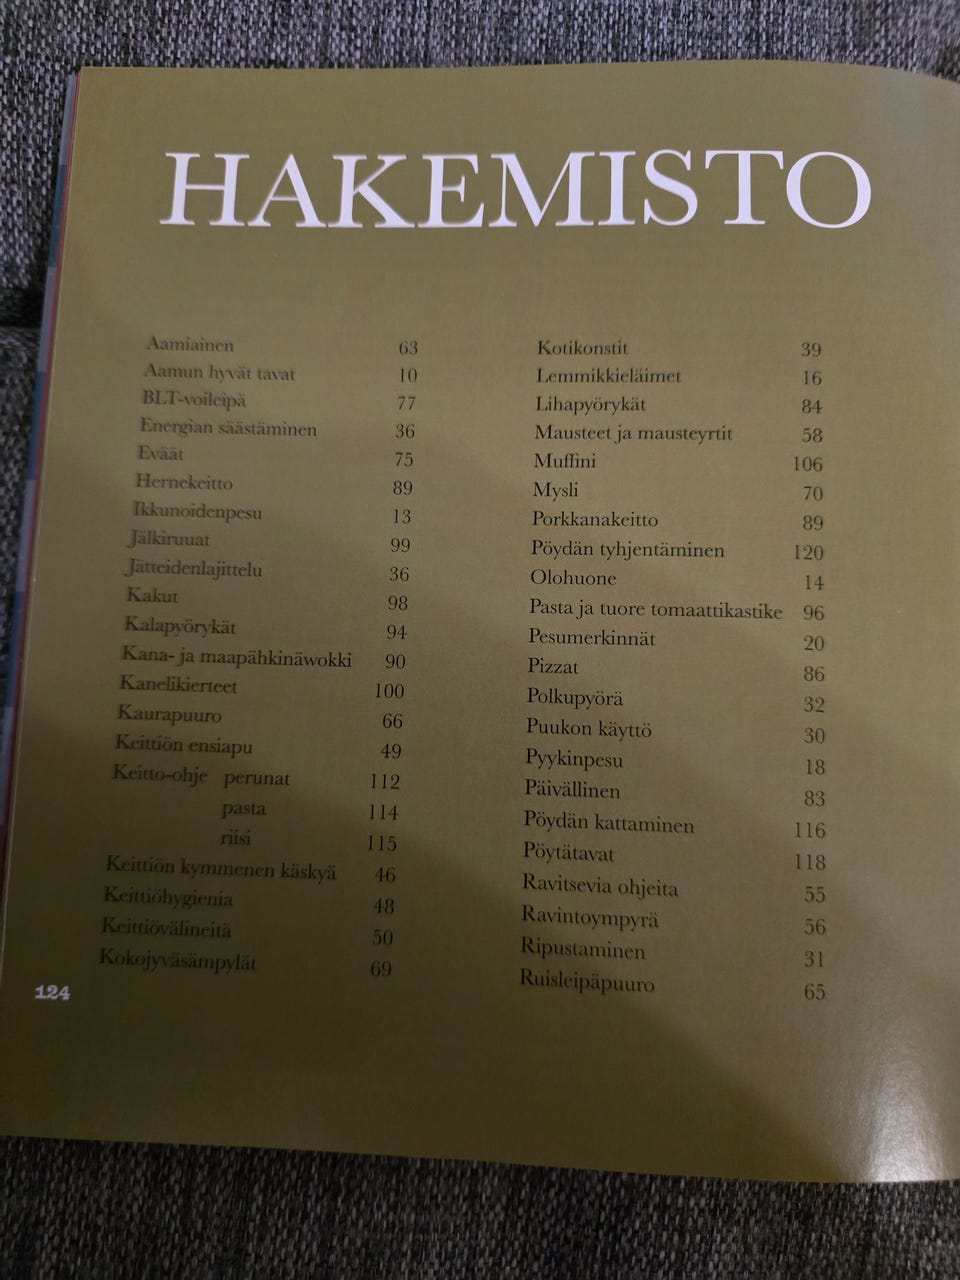 HAKEMISTO
Aamiainen 63
Aamun hyvät tavat 10
BLT-voileipä 77
Energian säästäminen 36
Eväät 75
Hernekeitto 89
Ikkunoidenpesu 13
Jälkiruuat 99
Jätteidenlajittelu 36
Kakut 98
Kalapyörykät 94
Kana- ja maapähkinäwokki 90
Kanelikierteet 100
Kaurapuuro 66
Keittiön ensiapu 49
Keitto-ohje perunat 112
pasta 114
riisi 115
Keittiön kymmenen käskyä 46
Keittiöhygienia 48
Keittiövälineitä 50
Kokojyväsämpylät 69
Kotikonstit 39
Lemmikkieläimet 16
Lihapyörykät 84
Mausteet ja mausteyrtit 58
Muffini 106
Mysli 70
Porkkanakeitto 89
Pöydän tyhjentäminen 120
Olohuone 14
Pasta ja tuore tomaattikastike 96
Pesumerkinnät 20
Pizzat 86
Polkupyörä 32
Puukon käyttö 30
Pyykinpesu 18
Päivällinen 83
Pöydän kattaminen 116
Pöytätavat 118
Ravitsevia ohjeita 55
Ravintoympyrä 56
Ripustaminen 31
Ruisleipäpuuro 65
124